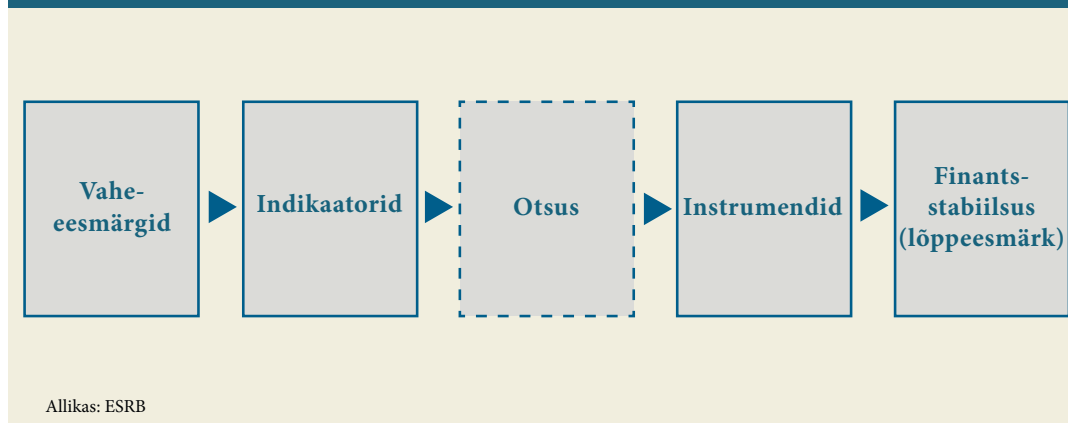 Vahe-
eesmärgid
Indikaatorid
Otsus
Instrumendid
Finants-
stabiilsus
(lõppeesmärk)
Allikas: ESRB